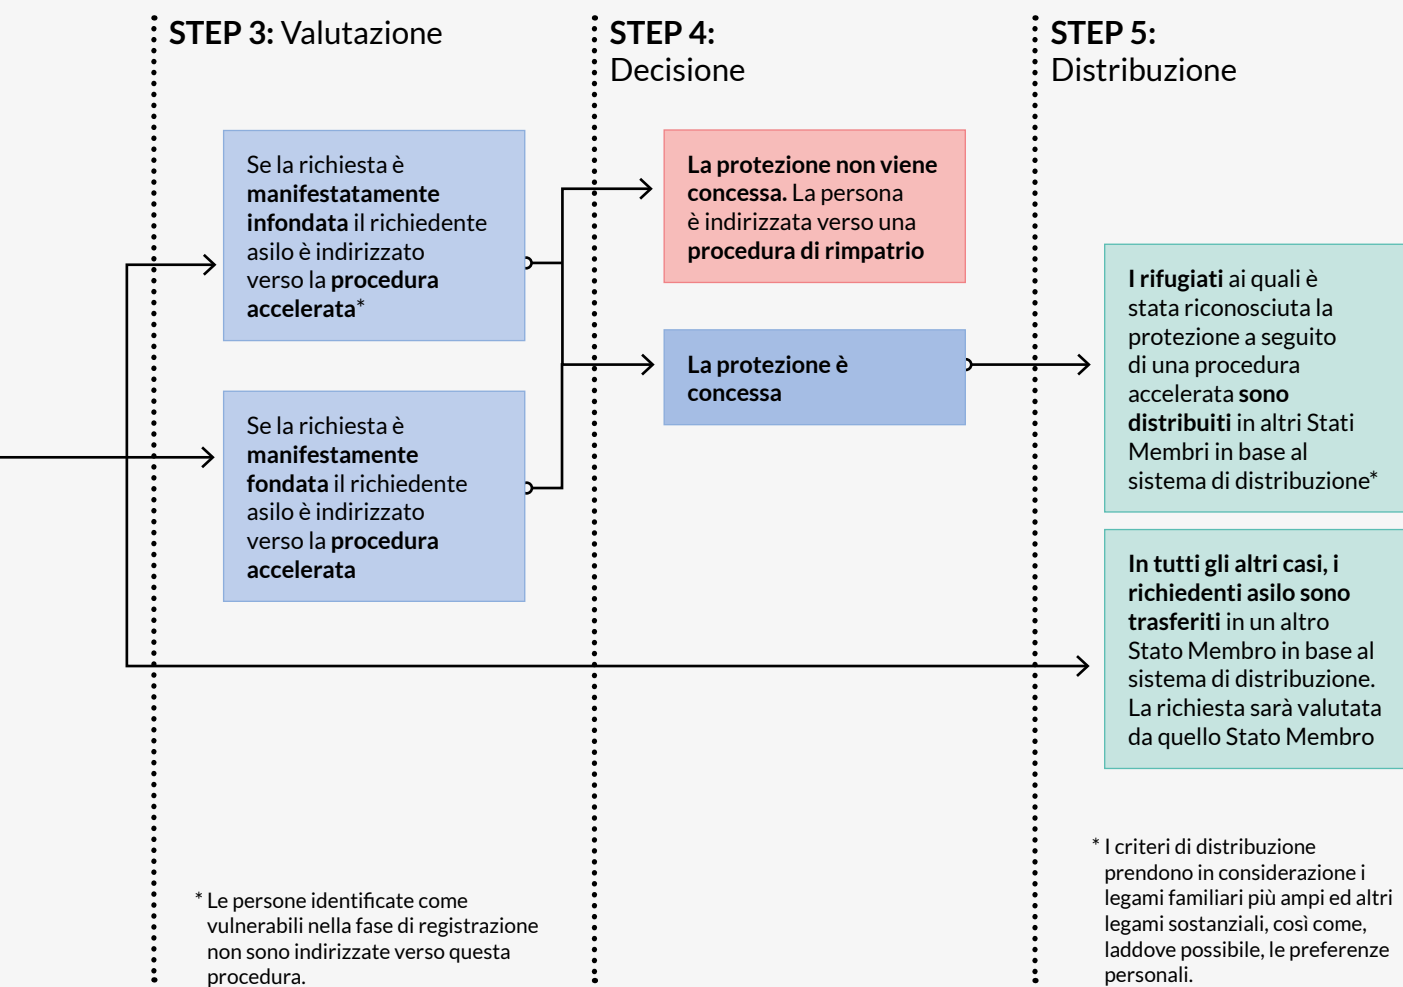 STEP 3: Valutazione
Se la richiesta è
manifestatamente
infondata il richiedente
asilo è indirizzato
verso la procedura
accelerata*
Se la richiesta è
manifestamente
fondata il richiedente
asilo è indirizzato
verso la procedura
accelerata
* Le persone identificate come
vulnerabili nella fase di registrazione
non sono indirizzate verso questa
procedura.
STEP 4:
Decisione
La protezione non viene
concessa. La persona
è indirizzata verso una
procedura di rimpatrio
La protezione è
concessa
STEP 5:
Distribuzione
I rifugiati ai quali è
stata riconosciuta la
protezione a seguito
di una procedura
accelerata sono
distribuiti in altri Stati
Membri in base al
sistema di distribuzione*
In tutti gli altri casi, i
richiedenti asilo sono
trasferiti in un altro
Stato Membro in base al
sistema di distribuzione.
La richiesta sarà valutata
da quello Stato Membro
* I criteri di distribuzione
prendono in considerazione i
legami familiari più ampi ed altri
legami sostanziali, così come,
laddove possibile, le preferenze
personali.